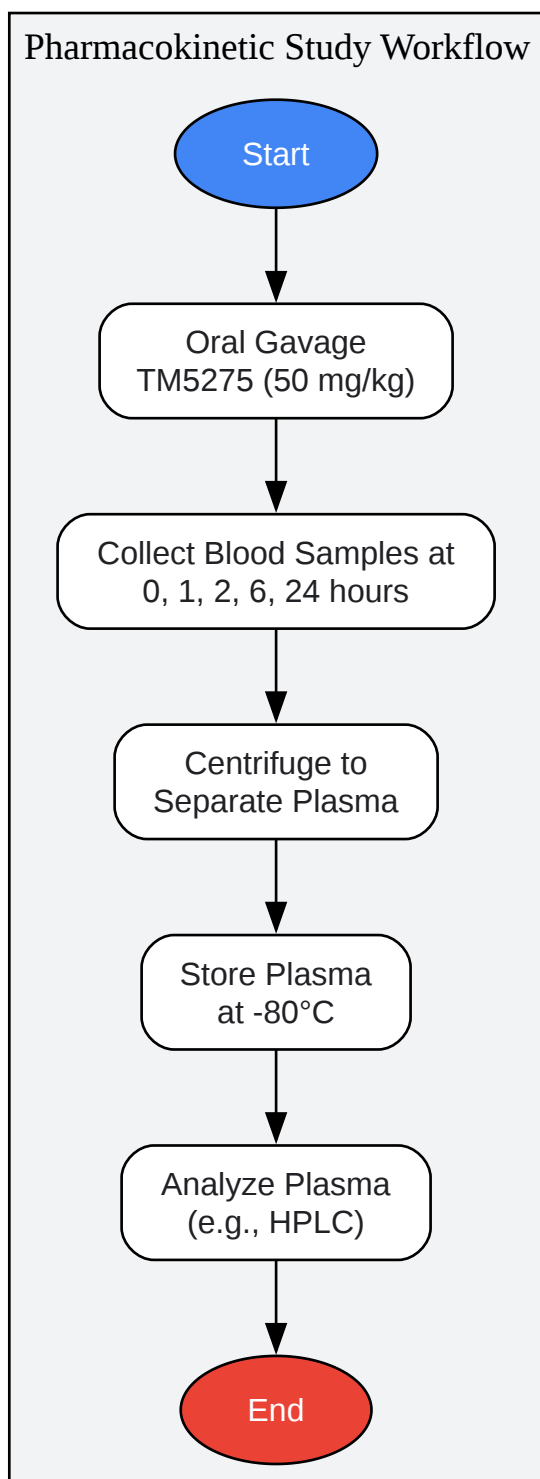 Pharmacokinetic Study Workflow
Start
Oral Gavage
TM5275 (50 mg/kg)
Collect Blood Samples at
0, 1, 2, 6, 24 hours
Centrifuge to
Separate Plasma
Store Plasma
at -80°C
Analyze Plasma
(e.g., HPLC)
End